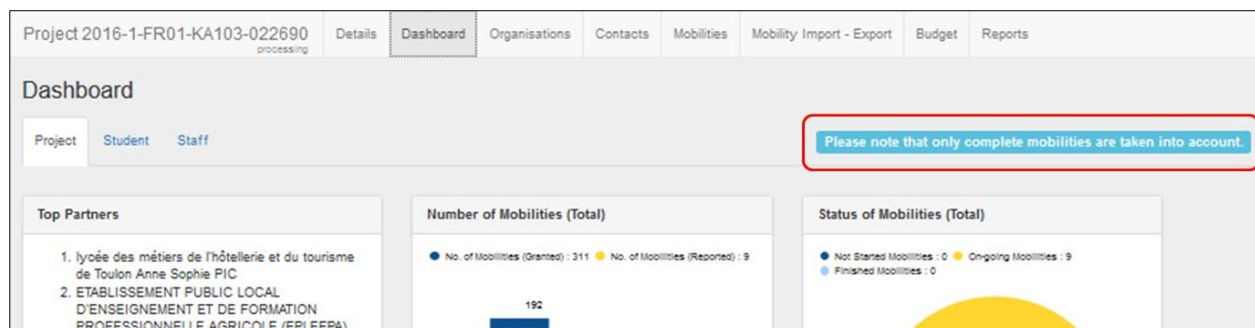 Project 2016-1-FR01-KA103-022690
processing
Details
Dashboard
Organisations
Contacts
Mobilities
Mobility Import - Export
Budget
Reports
Dashboard
Project
Student
Staff
Please note that only complete mobilities are taken into account.
Top Partners
1. lycée des métiers de l'hôtellerie et du tourisme
de Toulon Anne Sophie PIC
2. ETABLISSEMENT PUBLIC LOCAL
D'ENSEIGNEMENT ET DE FORMATION
PROFESSIONNELLE AGRICOLE (EPLEFPA)
Number of Mobilities (Total)
No. of Mobilities (Granted) : 311
No. of Mobilities (Reported) : 9
192
Status of Mobilities (Total)
Not Started Mobilities : 0
On-going Mobilities : 9
Finished Mobilities : 0